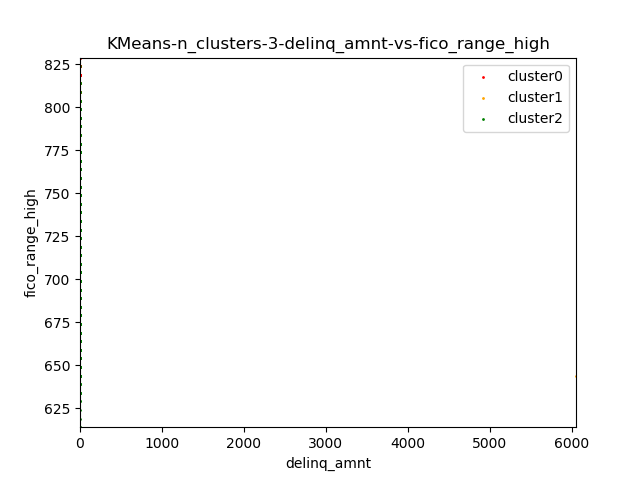 KMeans-n_clusters-3-delinq_amnt-vs-fico_range_high
825
800
775
750
725
700
675
650
625
fico_range_high
cluster0
cluster1
cluster2
0 1000 2000 3000 4000 5000 6000
delinq_amnt